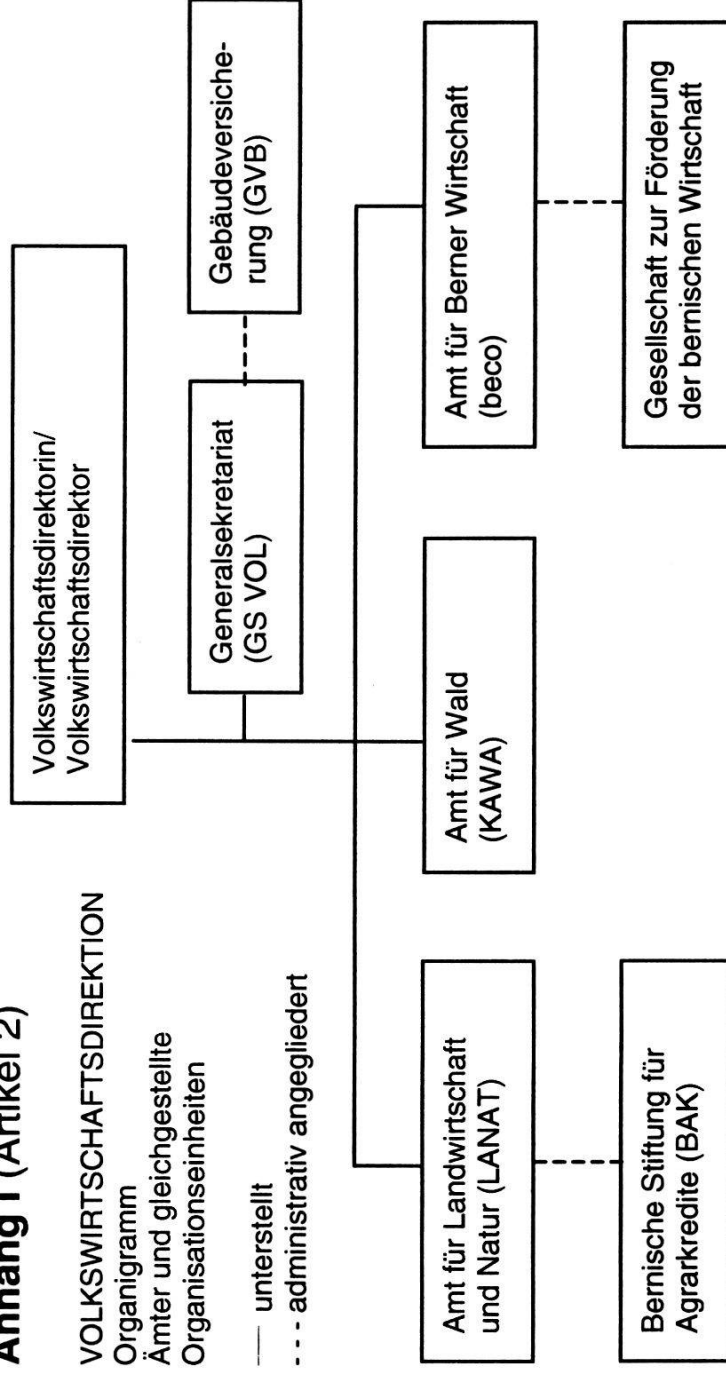 Anhang I (Artikel 2)
VOLKSWIRTSCHAFTSDIREKTION
Organigramm
Ämter und gleichgestellte
Organisationseinheiten
—— unterstellt
- - - administrativ angegliedert
Volkswirtschaftsdirektorin/
Volkswirtschaftsdirektor
Generalsekretariat
(GS VOL)
Gebäudeversiche-
rung (GVB)
Amt für Landwirtschaft
und Natur (LANAT)
Amt für Wald
(KAWA)
Amt für Berner Wirtschaft
(beco)
Bernische Stiftung für
Agrarkredite (BAK)
Gesellschaft zur Förderung
der bernischen Wirtschaft